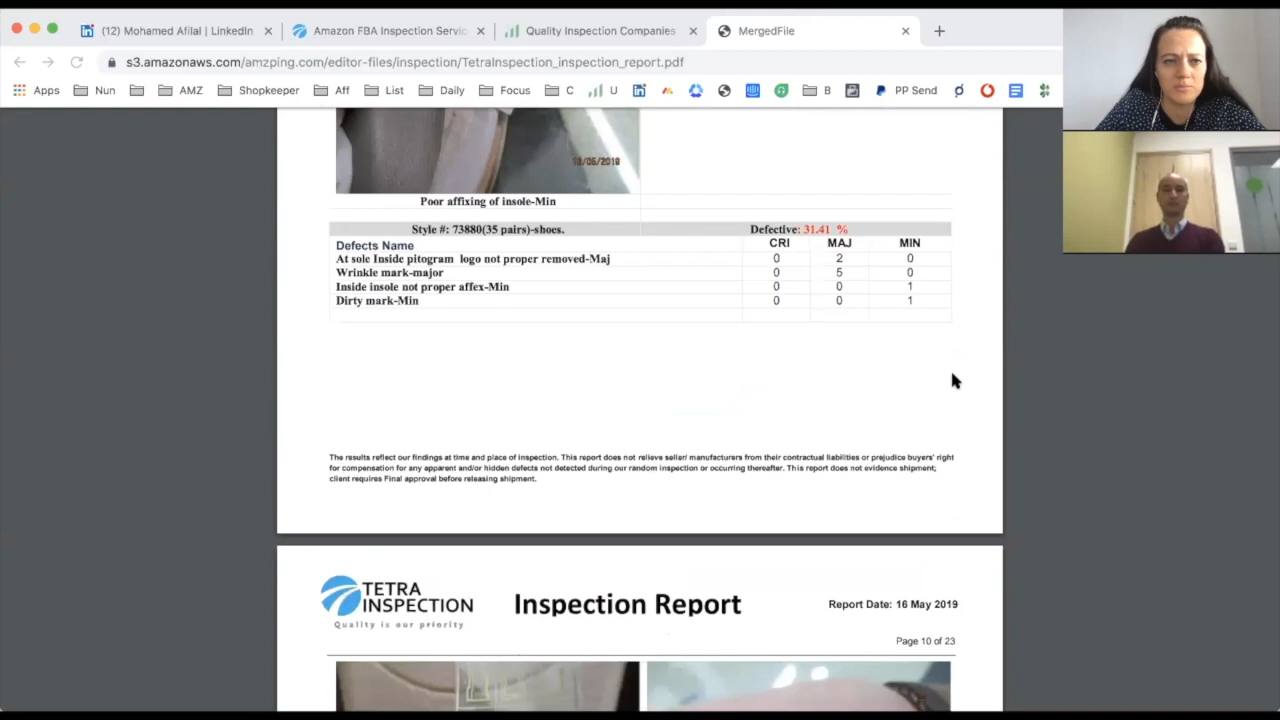 (12) Mohamed Afilal | LinkedIn
Amazon FBA Inspection Servic
Quality Inspection Companies
MergedFile
s3.amazonaws.com/amzping.com/editor-files/inspection/TetraInspection_inspection_report.pdf
Apps Nun AMZ Shopkeeper Aff List Daily Focus C U B PP Send
Poor affixing of insole-Min
Style #: 73880(35 pairs)-shoes. Defective: 31.41 %
Defects Name CRI MAJ MIN
At sole Inside pitogram logo not proper removed-Maj 0 2 0
Wrinkle mark-major 0 5 0
Inside insole not proper affex-Min 0 0 1
Dirty mark-Min 0 0 1
The results reflect our findings at time and place of inspection. This report does not relieve seller/ manufacturers from their contractual liabilities or prejudice buyers' right
for compensation for any apparent and/or hidden defects not detected during our random inspection or occurring thereafter. This report does not evidence shipment;
client requires Final approval before releasing shipment.
TETRA
INSPECTION
Quality is our priority
Inspection Report
Report Date: 16 May 2019
Page 10 of 23